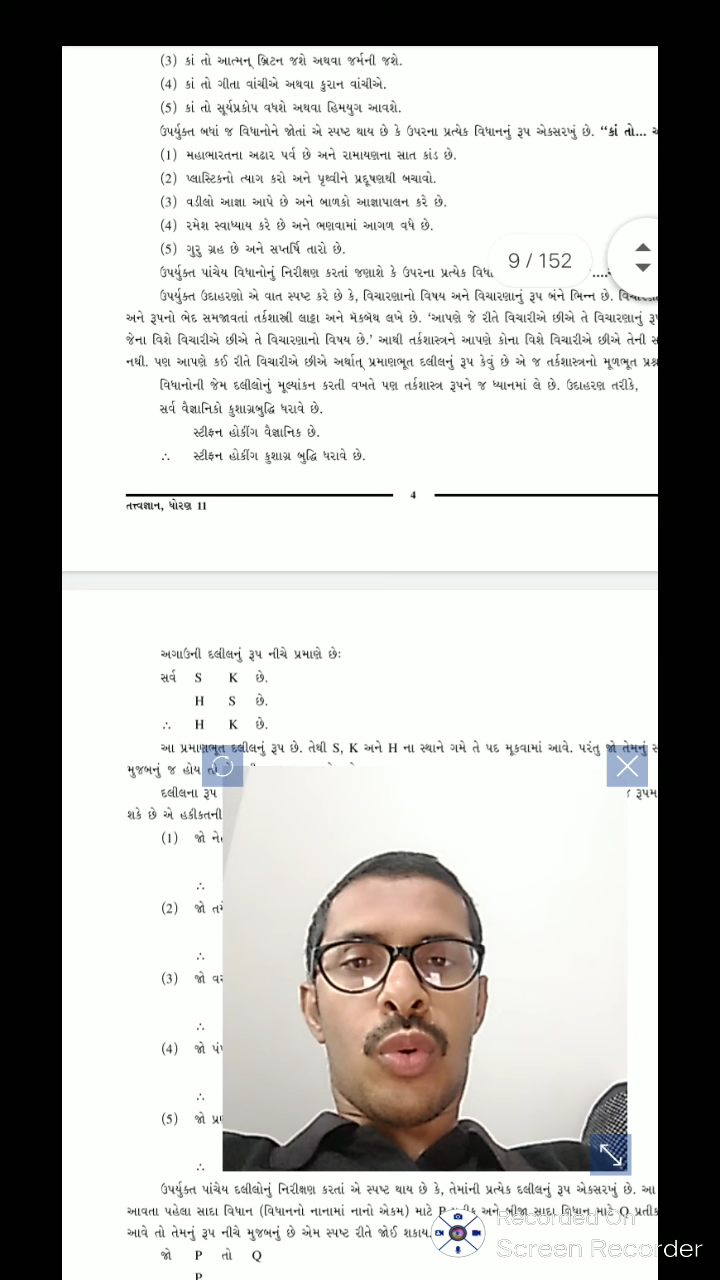 (3) કાં તો આત્મન્ બ્રિટન જશે અથવા જર્મની જશે.
(4) કાં તો ગીતા વાંચીએ અથવા કુરાન વાંચીએ.
(5) કાં તો સૂર્યપ્રકોપ વધશે અથવા હિમયુગ આવશે.
ઉપર્યુક્ત બધાં જ વિધાનોને જોતાં એ સ્પષ્ટ થાય છે કે ઉપરના પ્રત્યેક વિધાનનું રૂપ એકસરખું છે. “કાં તો...
(1) મહાભારતના અઢાર પર્વ છે અને રામાયણના સાત કાંડ છે.
(2) પ્લાસ્ટિકનો ત્યાગ કરો અને પૃથ્વીને પ્રદૂષણથી બચાવો.
(3) વડીલો આજ્ઞા આપે છે અને બાળકો આજ્ઞાપાલન કરે છે.
(4) રમેશ સ્વાધ્યાય કરે છે અને ભણવામાં આગળ વધે છે.
(5) ગુરુ ગ્રહ છે અને સપ્તર્ષિ તારો છે.
9 / 152
ઉપર્યુક્ત પાંચેય વિધાનોનું નિરીક્ષણ કરતાં જણાશે કે ઉપરના પ્રત્યેક
ઉપર્યુક્ત ઉદાહરણો એ વાત સ્પષ્ટ કરે છે કે, વિચારણાનો વિષય અને વિચારણાનું રૂપ બંને ભિન્ન છે.
અને રૂપનો ભેદ સમજાવતાં તર્કશાસ્ત્રી લાટ્ટા અને મૅકબેથ લખે છે. ‘આપણે જે રીતે વિચારીએ છીએ તે વિચારણાનું
જેના વિશે વિચારીએ છીએ તે વિચારણાનો વિષય છે.’ આથી તર્કશાસ્ત્રને આપણે કોના વિશે વિચારીએ છીએ તેની
નથી. પણ આપણે કઈ રીતે વિચારીએ છીએ અર્થાત્ પ્રમાણભૂત દલીલનું રૂપ કેવું છે એ જ તર્કશાસ્ત્રનો મૂળભૂત
વિધાનોની જેમ દલીલોનું મૂલ્યાંકન કરતી વખતે પણ તર્કશાસ્ત્ર રૂપને જ ધ્યાનમાં લે છે. ઉદાહરણ તરીકે,
સર્વ વૈજ્ઞાનિકો કુશાગ્રબુદ્ધિ ધરાવે છે.
સ્ટીફન હોકીંગ વૈજ્ઞાનિક છે.
∴ સ્ટીફન હોકીંગ કુશાગ્ર બુદ્ધિ ધરાવે છે.
4
તત્ત્વજ્ઞાન, ધોરણ 11
અગાઉની દલીલનું રૂપ નીચે પ્રમાણે છેઃ
સર્વ S K છે.
H S છે.
∴ H K છે.
આ પ્રમાણભૂત દલીલનું રૂપ છે. તેથી S, K અને H ના સ્થાને ગમે તે પદ મૂકવામાં આવે. પરંતુ જો તેમનું
મુજબનું જ હોય તો
દલીલના રૂપ
શકે છે એ હકીકતની
(1) જો
∴
(2) જો
∴
(3) જો
∴
(4) જો
∴
(5) જો
∴
ઉપર્યુક્ત પાંચેય દલીલોનું નિરીક્ષણ કરતાં એ સ્પષ્ટ થાય છે કે, તેમાંની પ્રત્યેક દલીલનું રૂપ એકસરખું છે. આ
આવતા પહેલા સાદા વિધાન (વિધાનનો નાનામાં નાનો એકમ) માટે P પ્રતીક અને બીજા સાદા વિધાન માટે Q
આવે તો તેમનું રૂપ નીચે મુજબનું છે એમ સ્પષ્ટ રીતે જોઈ શકાય.
Recorded On
Screen Recorder
જો P તો Q
P